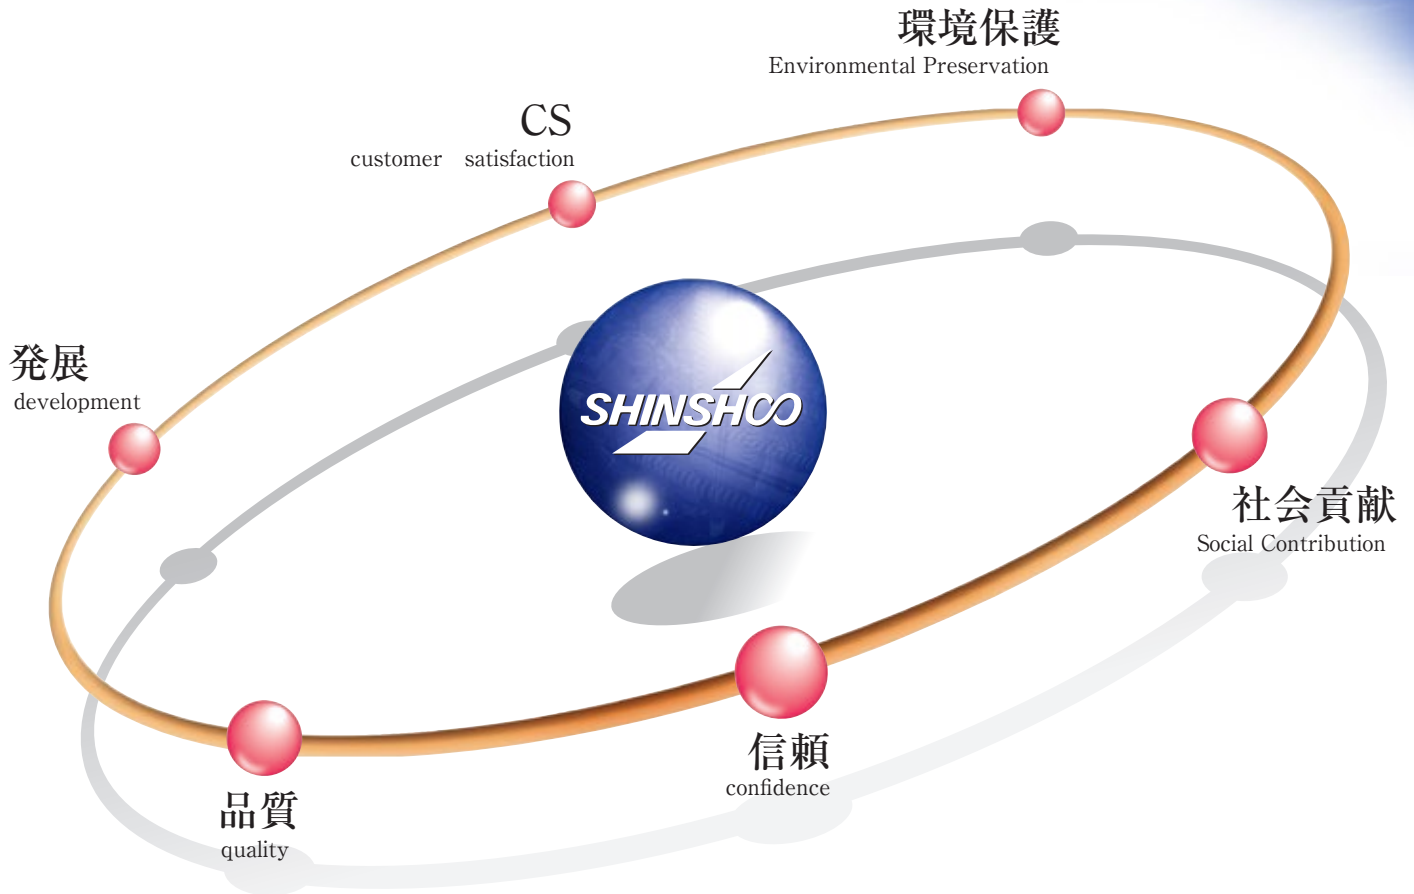 環境保護
Environmental Preservation
CS
customer satisfaction
発展
development
SHINSHOO
社会貢献
Social Contribution
信頼
confidence
品質
quality